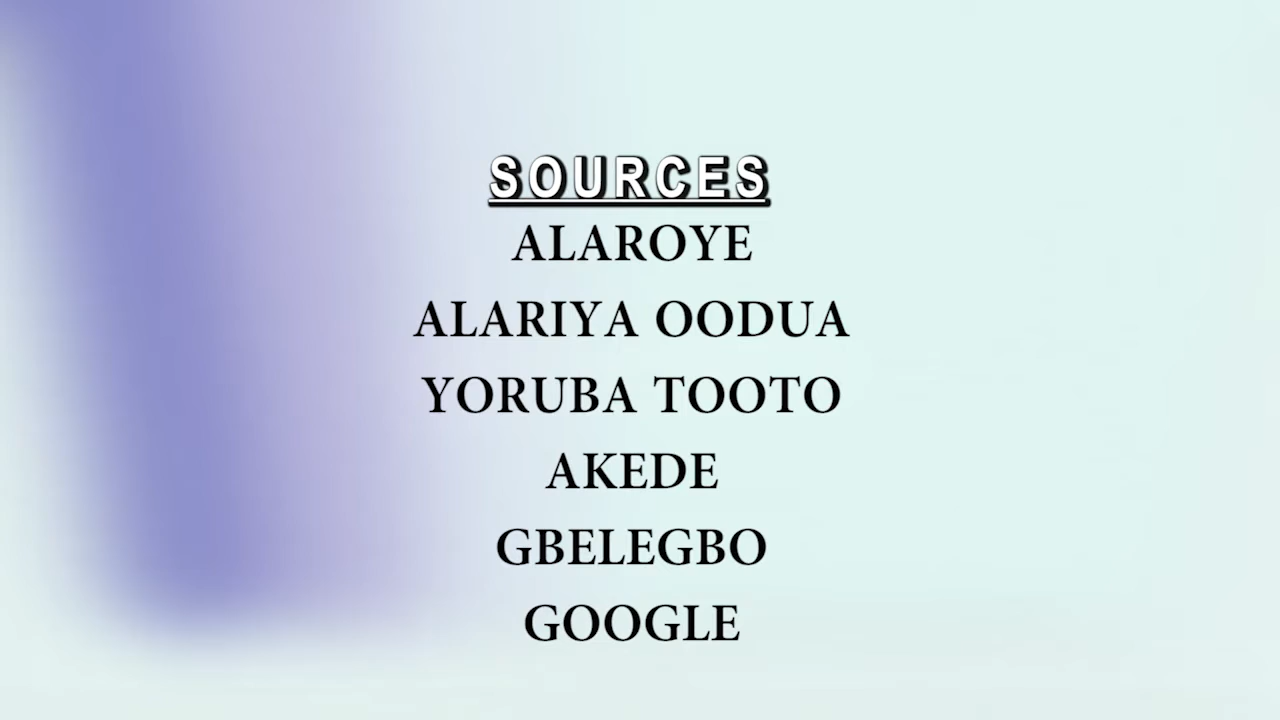 SOURCES
ALAROYE
ALARIYA OODUA
YORUBA TOOTO
AKEDE
GBELEGBO
GOOGLE